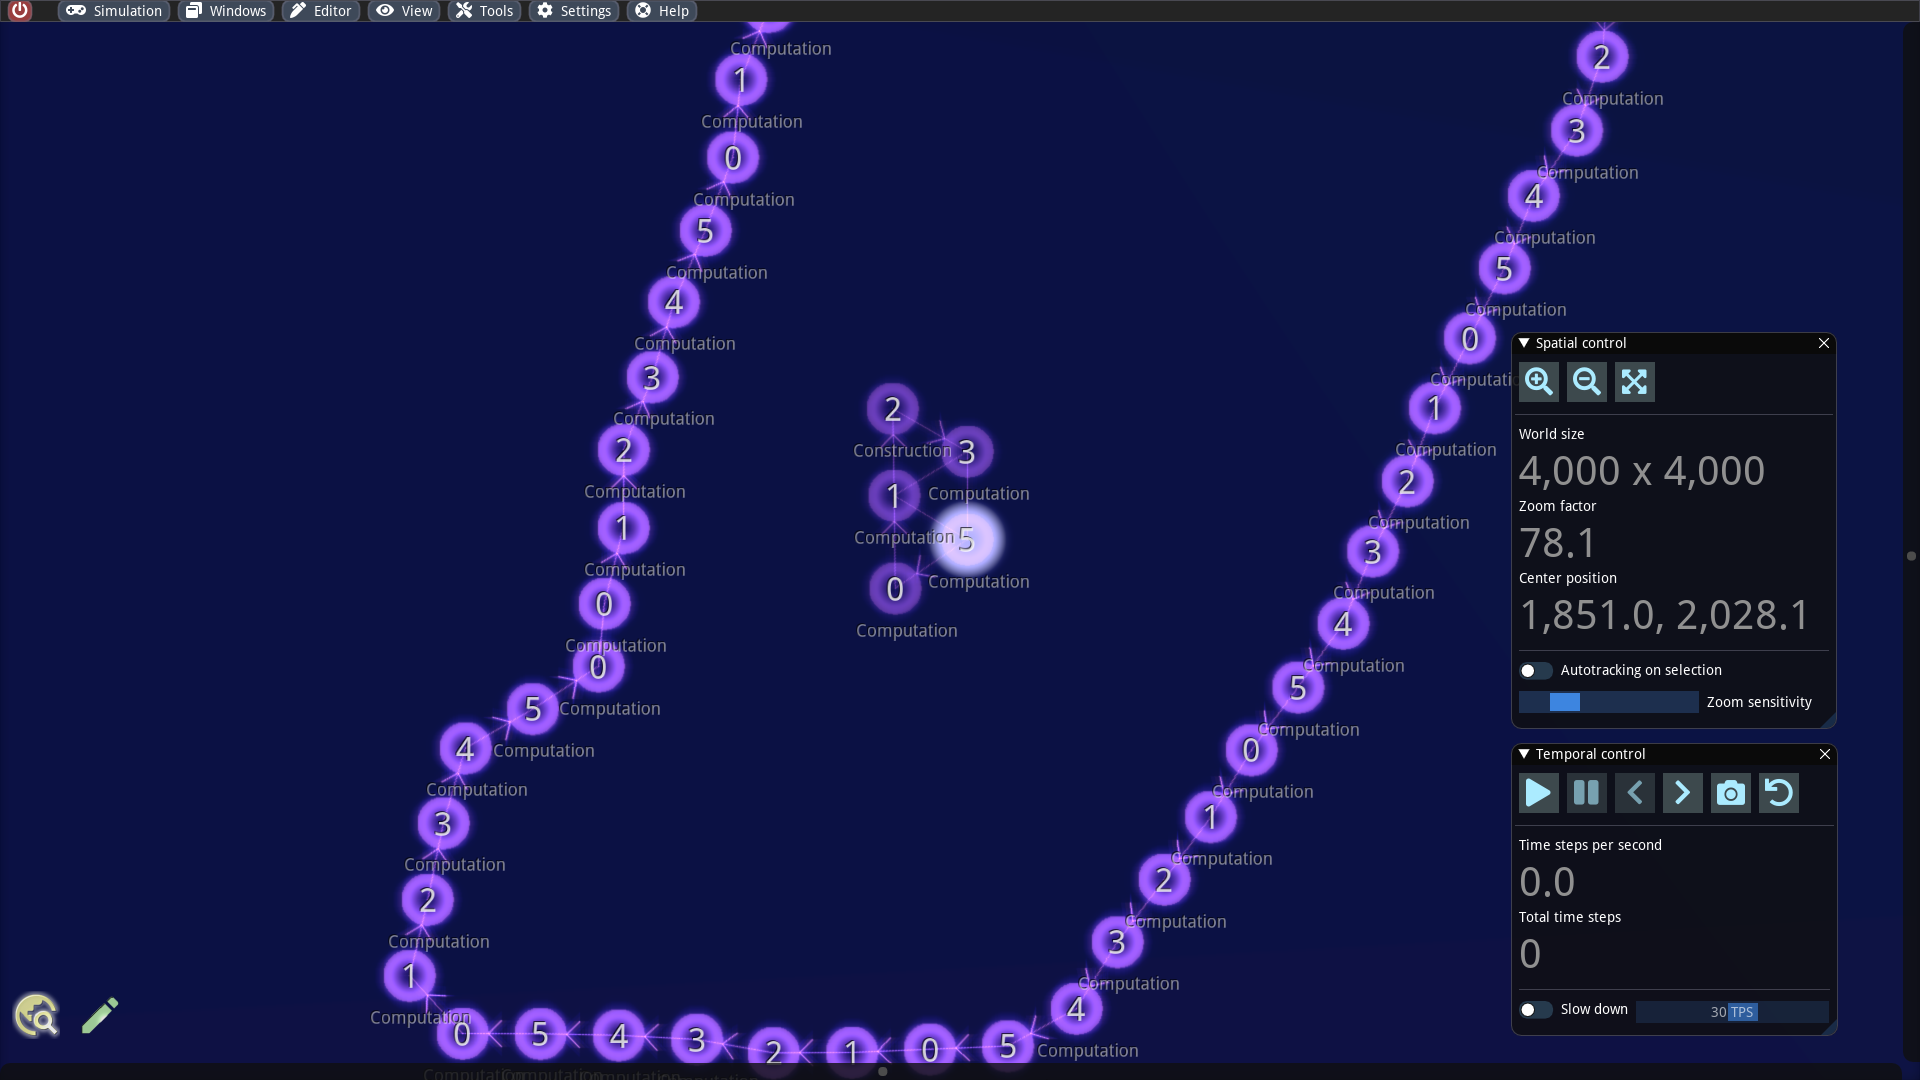 Simulation Windows Editor View Tools Settings Help
Computation
1
Computation
0
Computation
5
Computation
4
Computation
3
Computation
2
Computation
1
Computation
0
Computation
0
Computation
5
Computation
4
Computation
3
Computation
2
Computation
1
Computation
0 5 4 3 2 1 0 5
Computation
2
Construction
3
Computation
1
Computation
5
Computation
0
Computation
2
Computation
3
Computation
4
Computation
5
Computation
0
Computation
1
Computation
2
Computation
3
Computation
4
Computation
5
Computation
0
Computation
1
Computation
2
Computation
3
Computation
4
Spatial control
World size
4,000 x 4,000
Zoom factor
78.1
Center position
1,851.0, 2,028.1
Autotracking on selection
Zoom sensitivity
Temporal control
Time steps per second
0.0
Total time steps
0
Slow down 30 TPS